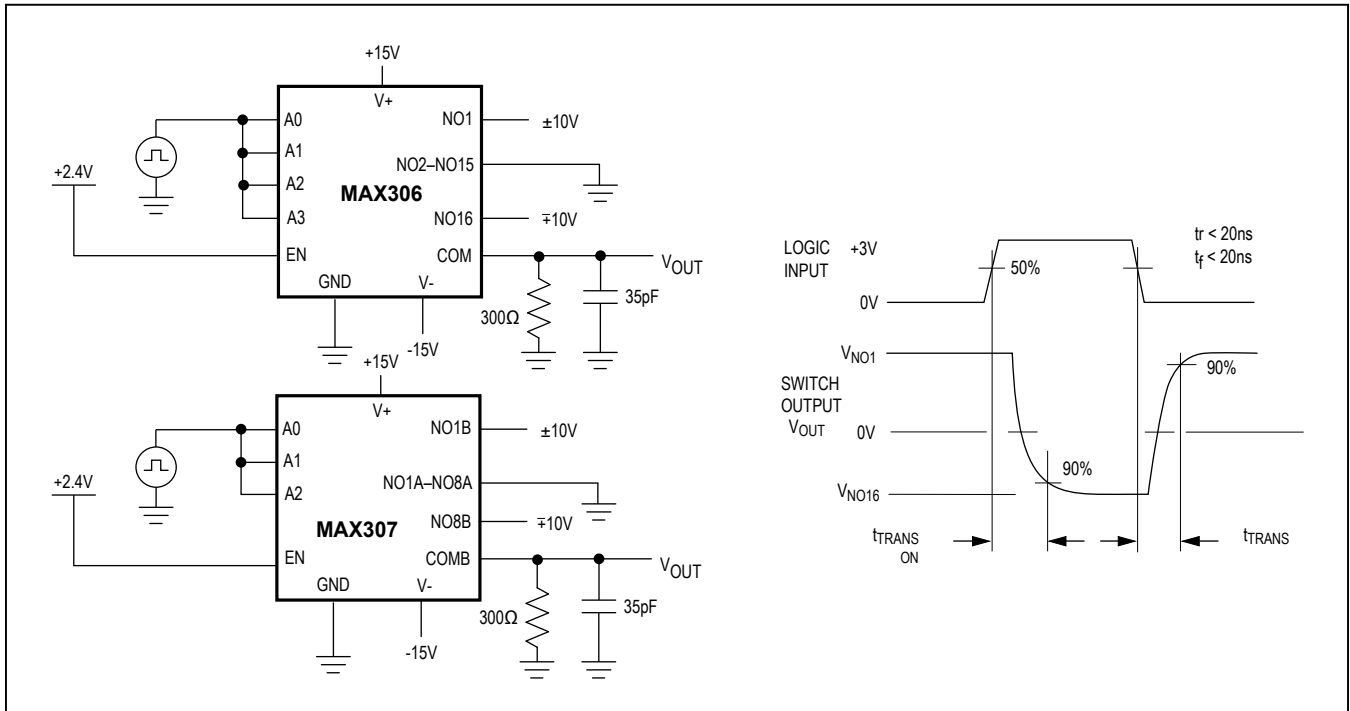 +15V
V+
A0
NO1
±10V
A1
+2.4V
NO2–NO15
A2
MAX306
A3
NO16
∓10V
EN
COM
VOUT
GND
V-
35pF
300Ω
-15V
+15V
V+
A0
NO1B
±10V
A1
+2.4V
A2
NO1A–NO8A
MAX307
NO8B
∓10V
EN
COMB
VOUT
GND
V-
35pF
300Ω
-15V
LOGIC
INPUT
+3V
tr < 20ns
tf < 20ns
50%
0V
VNO1
90%
SWITCH
OUTPUT
VOUT
0V
90%
VNO16
tTRANS
ON
tTRANS